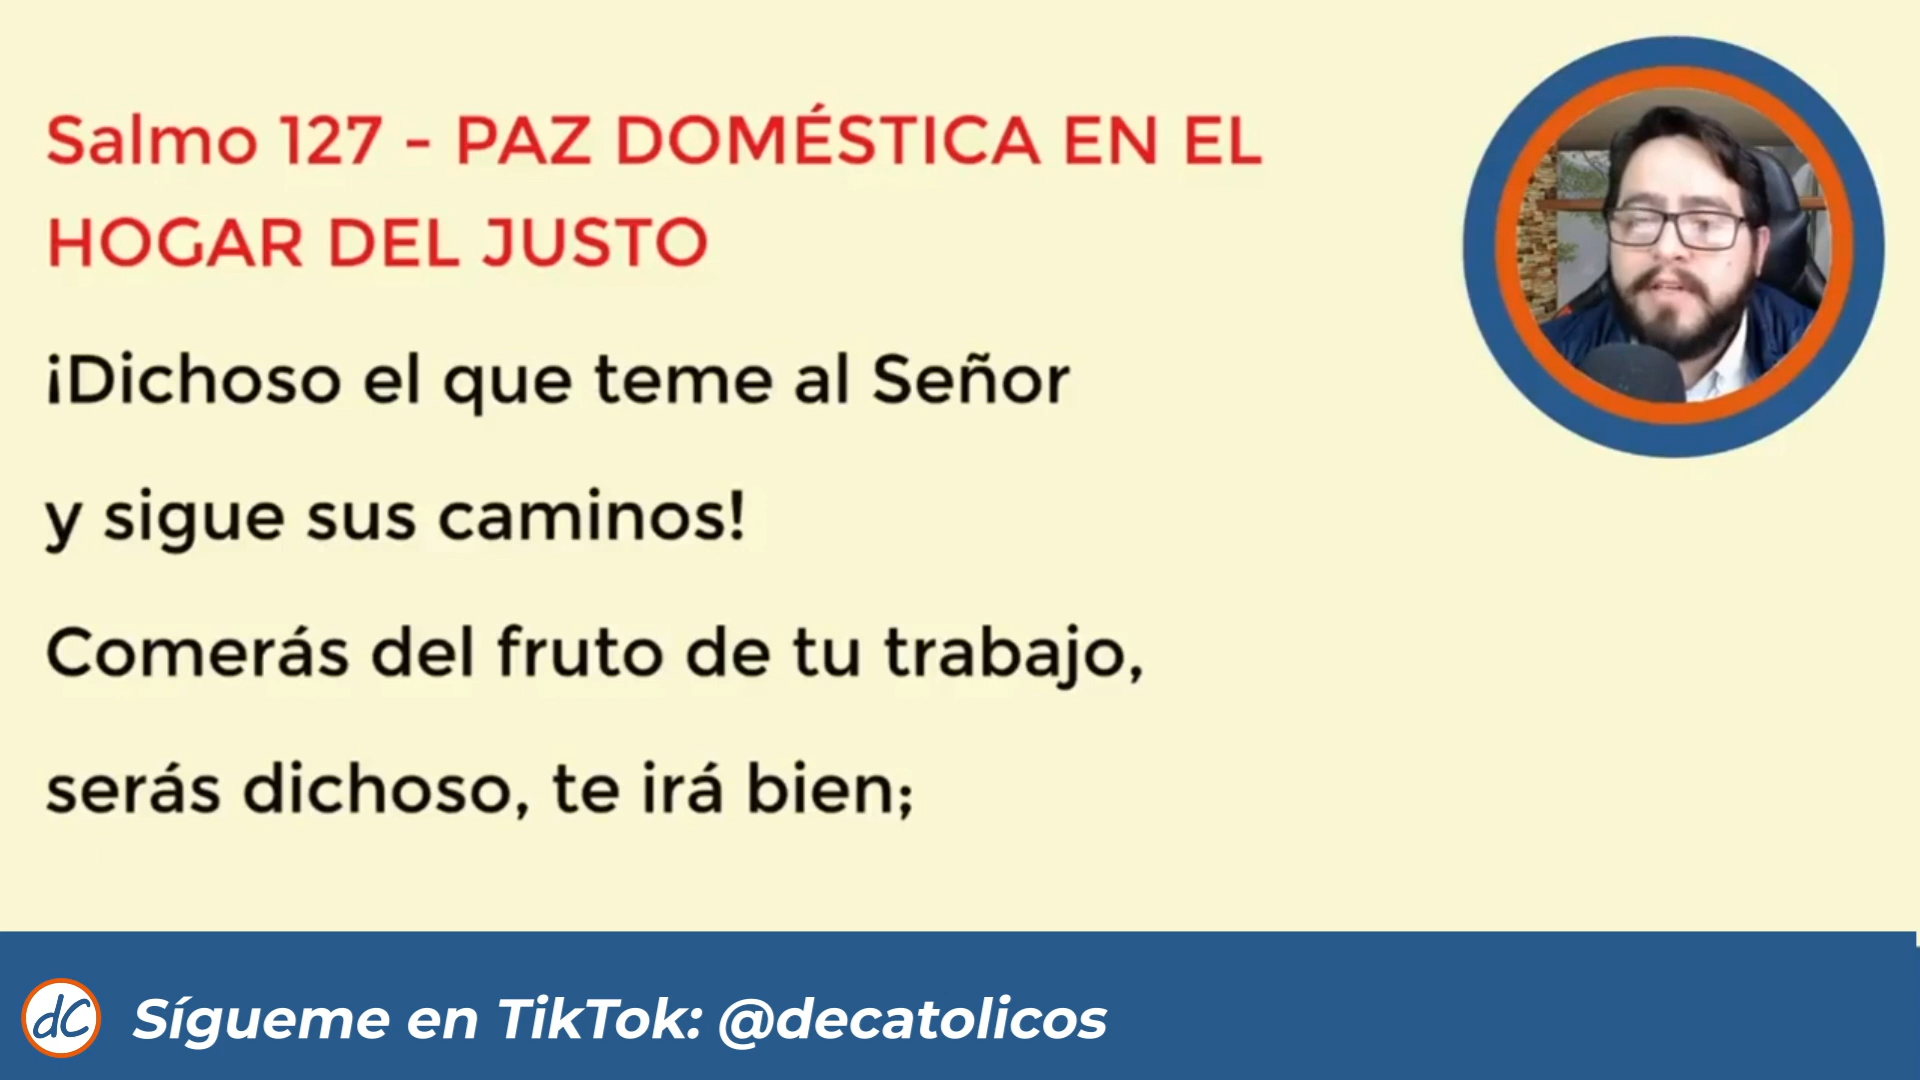 Salmo 127 - PAZ DOMÉSTICA EN EL
HOGAR DEL JUSTO
¡Dichoso el que teme al Señor
y sigue sus caminos!
Comerás del fruto de tu trabajo,
serás dichoso, te irá bien;
dC
Sígueme en TikTok: @decatolicos